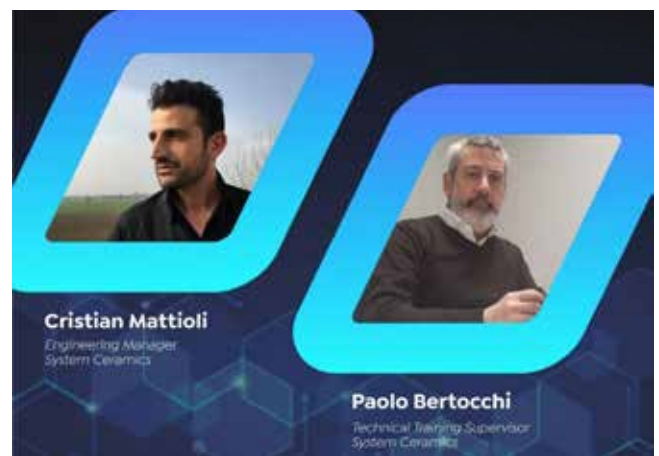 Cristian Mattioli
Engineering Manager
System Ceramics
Paolo Bertocchi
Technical Training Supervisor
System Ceramics